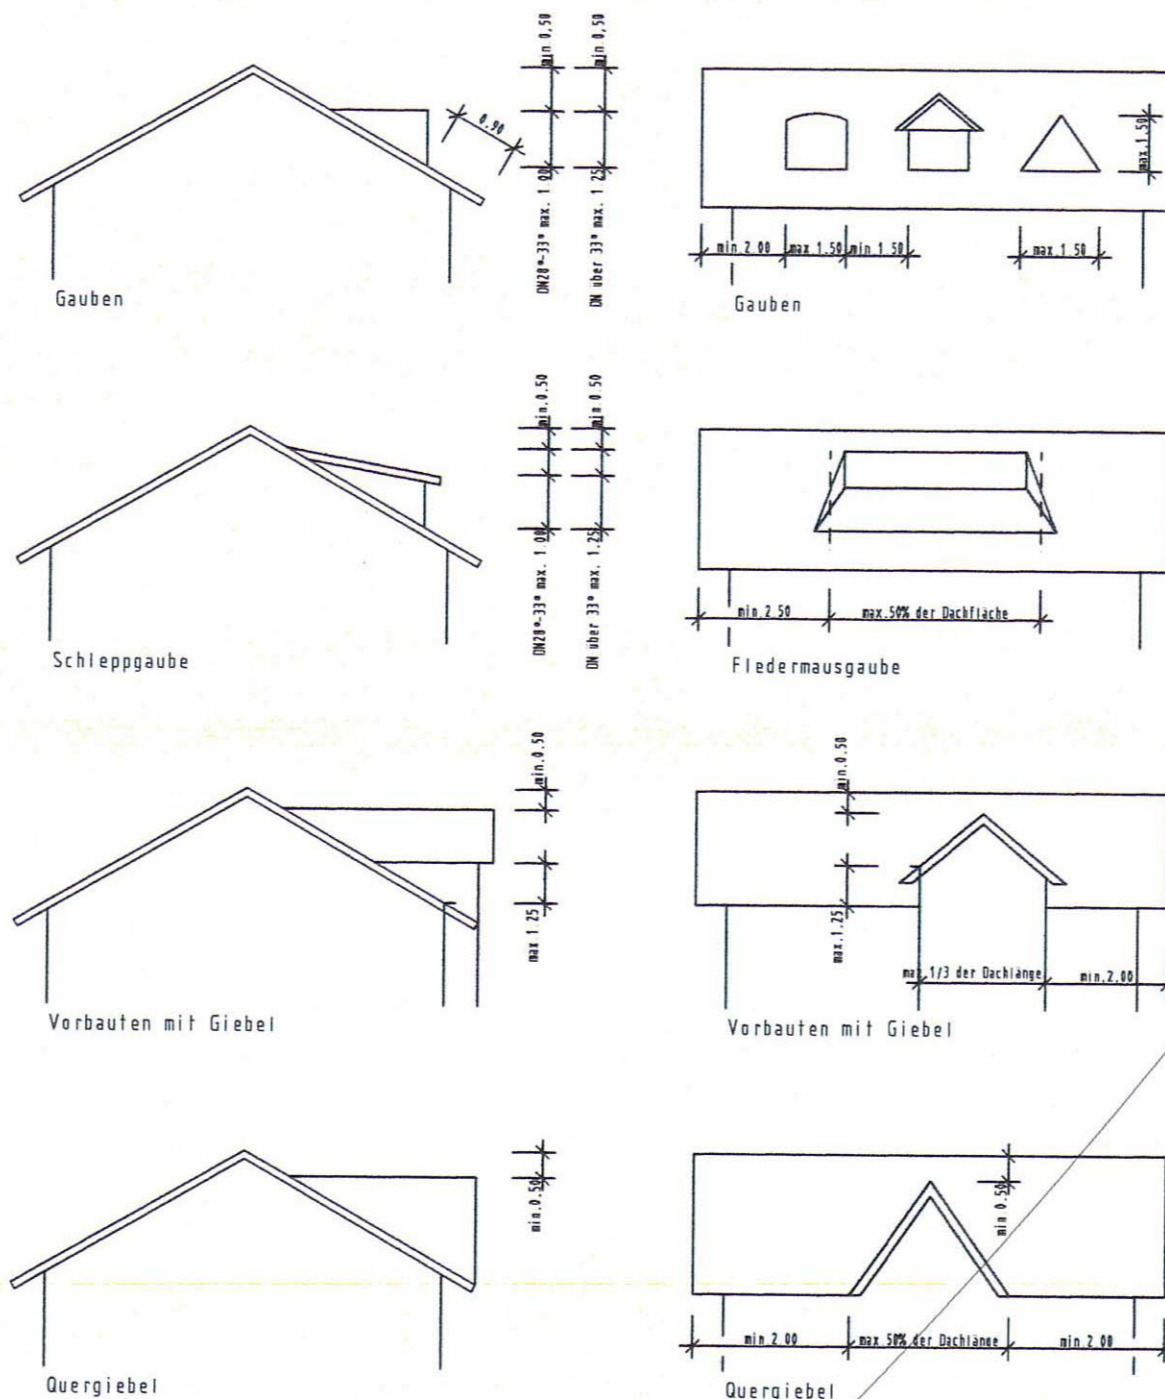 min 0,50
min 0,50
0.90
DN28°-33° max. 1.00
DN über 33° max. 1.25
Gauben
max.1.50
min.2.00
max 1.50
min 1.50
max.1.50
Gauben
min.0.50
min 0.50
DN28°-33° max. 1.00
DN über 33° max. 1.25
Schleppgaube
min.2.50
max.50% der Dachfläche
Fledermausgaube
min.0.50
max.1.25
Vorbauten mit Giebel
min.0.50
max.1.25
max.1/3 der Dachlänge
min.2.00
Vorbauten mit Giebel
min.0.50
Quergiebel
min 0.50
min.2.00
max 50% der Dachlänge
min.2.00
Quergiebel